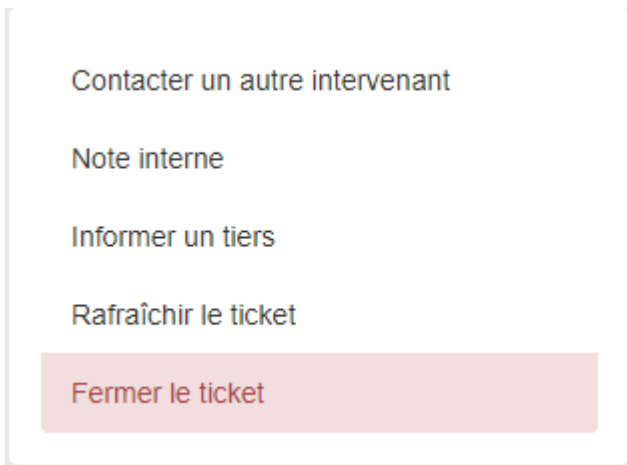 Contacter un autre intervenant
Note interne
Informer un tiers
Rafraîchir le ticket
Fermer le ticket